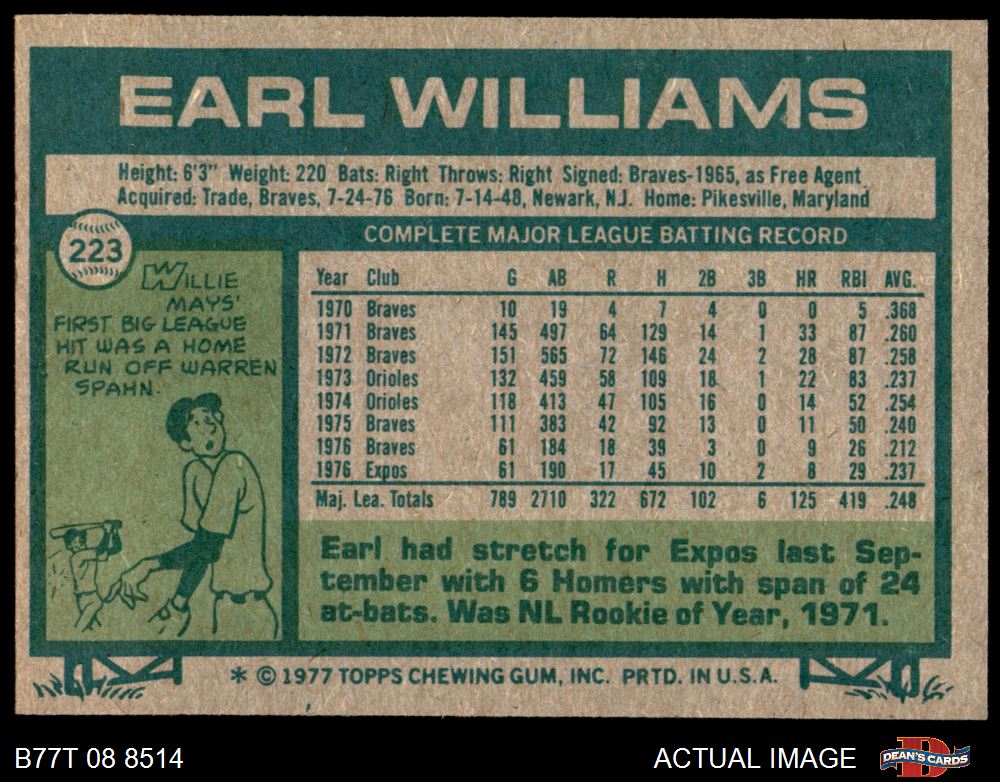 EARL WILLIAMS
Height: 6'3" Weight: 220 Bats: Right Throws: Right Signed: Braves-1965, as Free Agent
Acquired: Trade, Braves, 7-24-76 Born: 7-14-48, Newark, N.J. Home: Pikesville, Maryland
223
WILLIE
MAYS'
FIRST BIG LEAGUE
HIT WAS A HOME
RUN OFF WARREN
SPAHN.
COMPLETE MAJOR LEAGUE BATTING RECORD
Year Club G AB R H 2B 3B HR RBI AVG.
1970 Braves 10 19 4 7 4 0 0 5 .368
1971 Braves 145 497 64 129 14 1 33 87 .260
1972 Braves 151 565 72 146 24 2 28 87 .258
1973 Orioles 132 459 58 109 18 1 22 83 .237
1974 Orioles 118 413 47 105 16 0 14 52 .254
1975 Braves 111 383 42 92 13 0 11 50 .240
1976 Braves 61 184 18 39 3 0 9 26 .212
1976 Expos 61 190 17 45 10 2 8 29 .237
Maj. Lea. Totals 789 2710 322 672 102 6 125 419 .248
Earl had stretch for Expos last Sep-
tember with 6 Homers with span of 24
at-bats. Was NL Rookie of Year, 1971.
* © 1977 TOPPS CHEWING GUM, INC. PRTD. IN U.S.A.
B77T 08 8514
ACTUAL IMAGE
DEAN'S CARDS